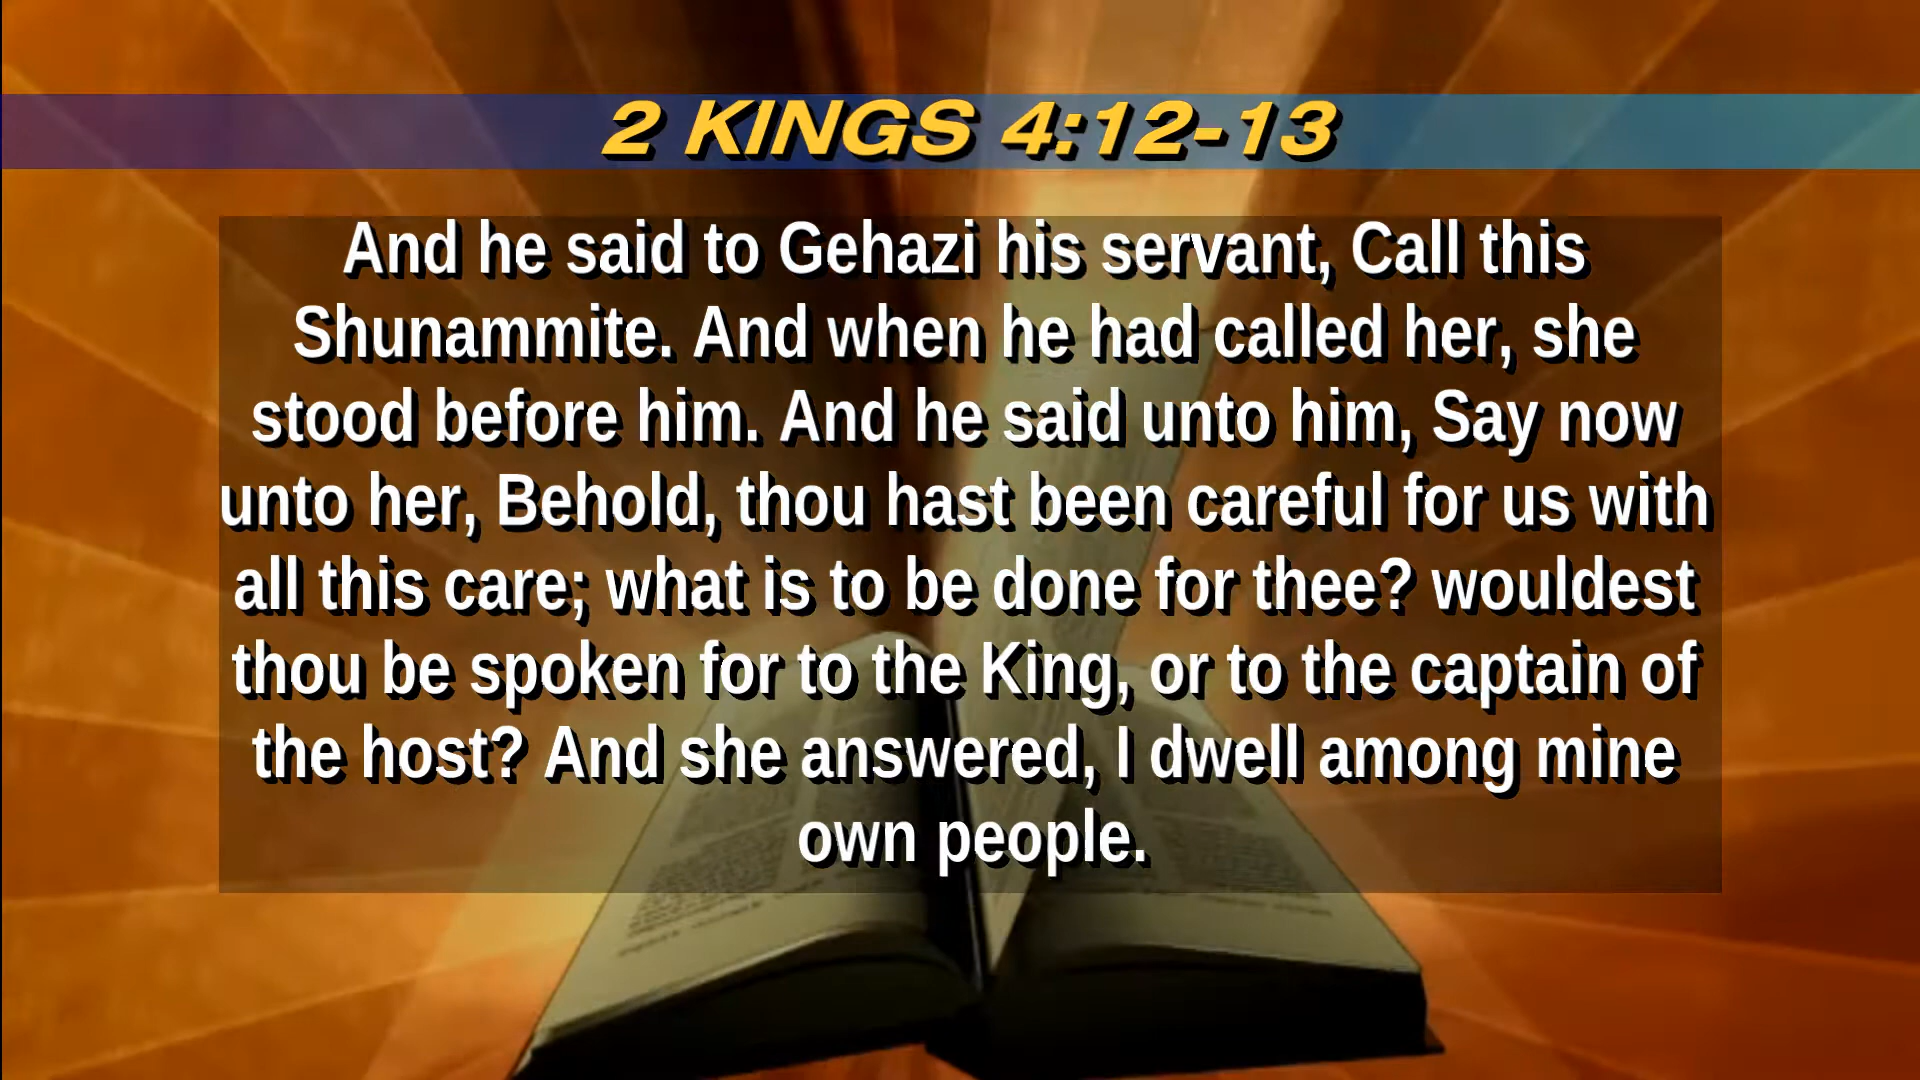 2 KINGS 4:12-13
And he said to Gehazi his servant, Call this
Shunammite. And when he had called her, she
stood before him. And he said unto him, Say now
unto her, Behold, thou hast been careful for us with
all this care; what is to be done for thee? wouldest
thou be spoken for to the King, or to the captain of
the host? And she answered, I dwell among mine
own people.